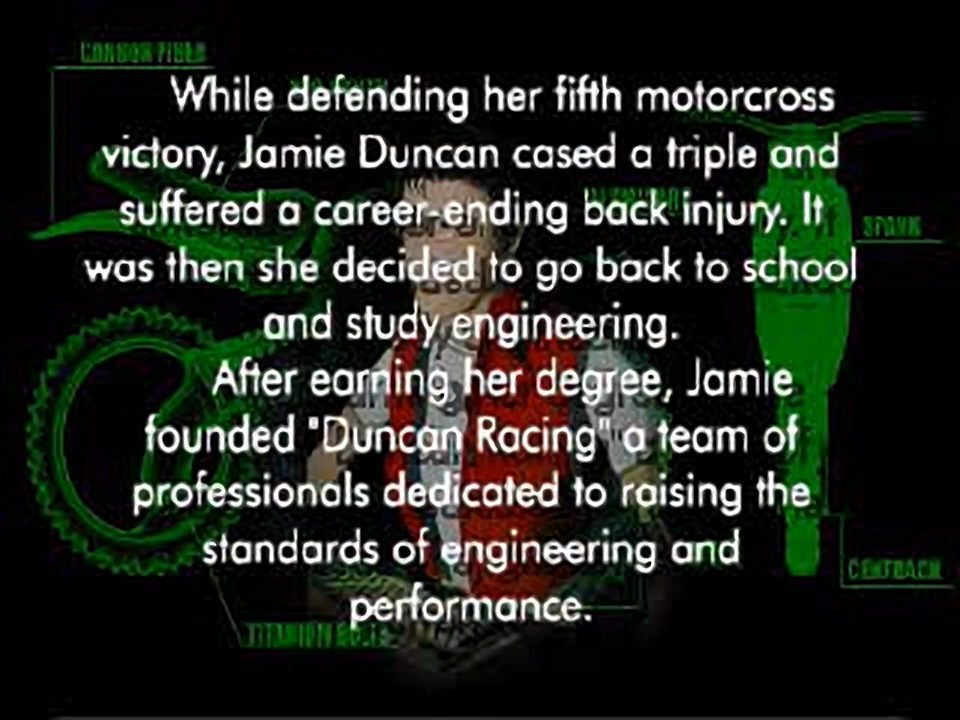 While defending her fifth motorcross
victory, Jamie Duncan cased a triple and
suffered a career-ending back injury. It
was then she decided to go back to school
and study engineering.
After earning her degree, Jamie
founded "Duncan Racing" a team of
professionals dedicated to raising the
standards of engineering and
performance.